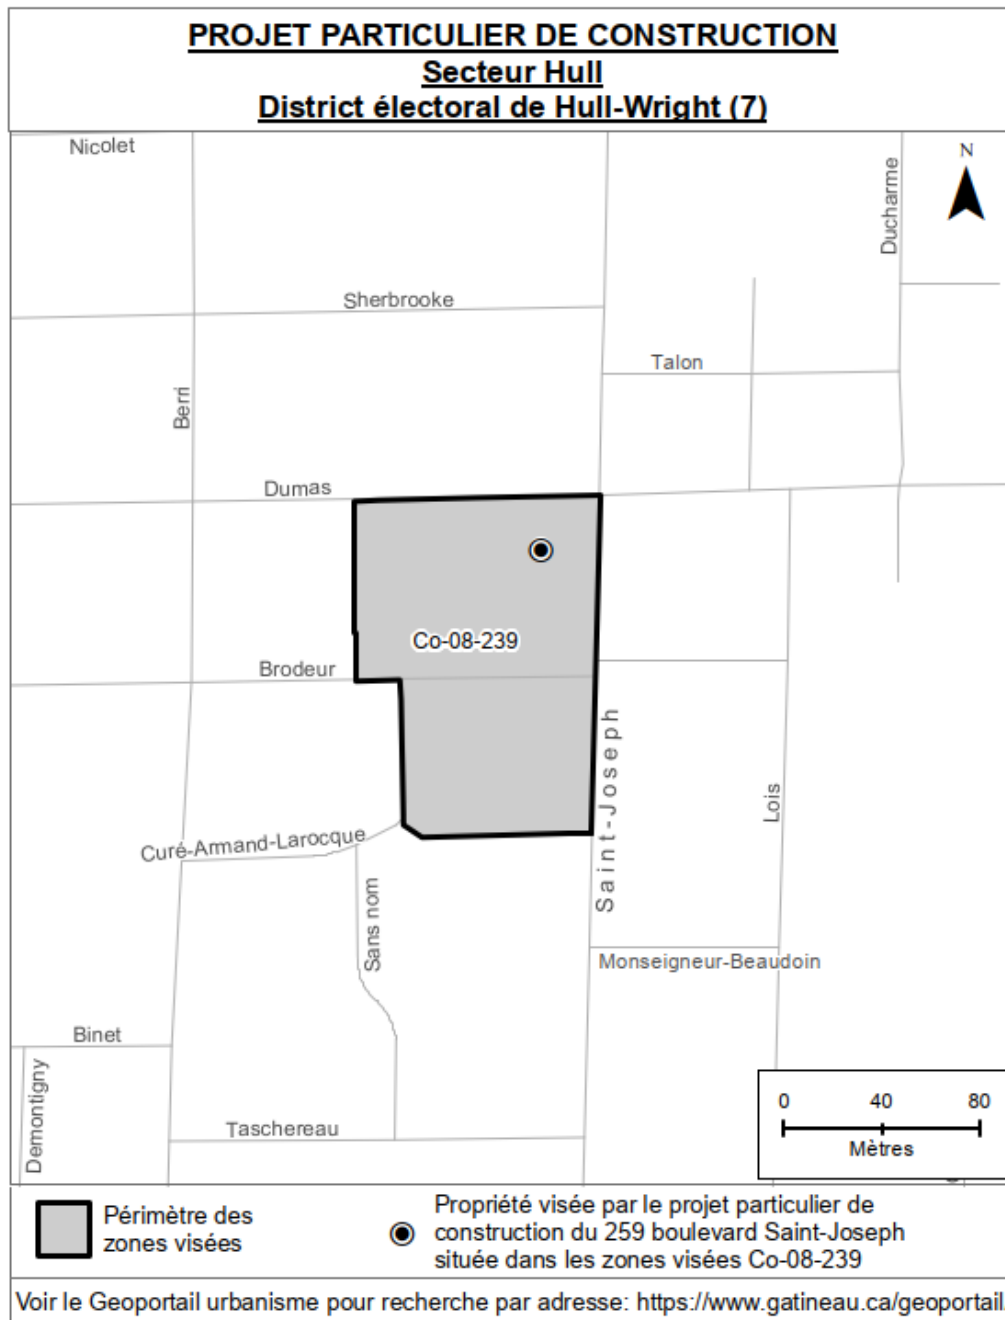 PROJET PARTICULIER DE CONSTRUCTION
Secteur Hull
District électoral de Hull-Wright (7)
Nicolet
N
Ducharme
Sherbrooke
Talon
Berri
Dumas
Co-08-239
Brodeur
Saint-Joseph
Lois
Curé-Armand-Larocque
Sans nom
Monseigneur-Beaudoin
Binet
Demontigny
Taschereau
0 40 80
Mètres
Périmètre des
zones visées
Propriété visée par le projet particulier de
construction du 259 boulevard Saint-Joseph
située dans les zones visées Co-08-239
Voir le Geoportail urbanisme pour recherche par adresse: https://www.gatineau.ca/geoportail.